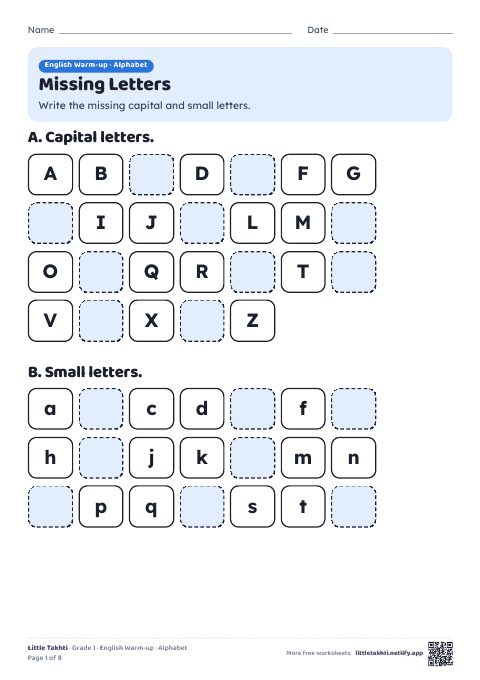 Name Date
English Warm-up · Alphabet
Missing Letters
Write the missing capital and small letters.
A. Capital letters.
A B D F G
I J L M
O Q R T
V X Z
B. Small letters.
a c d f
h j k m n
p q s t
Little Takhti · Grade 1 · English Warm-up · Alphabet
Page 1 of 8
More free worksheets · littletakhti.netlify.app